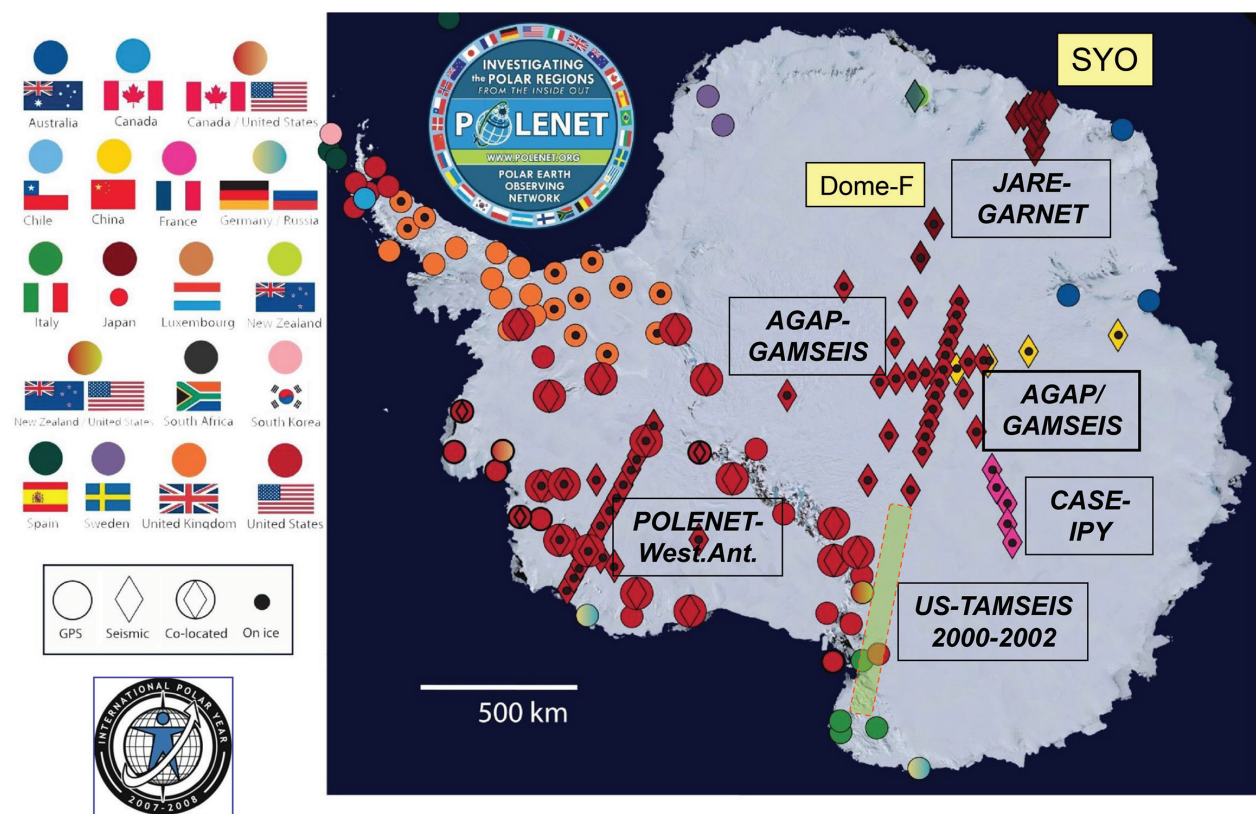 Australia
Canada
Canada / United States
Chile
China
France
Germany / Russia
Italy
Japan
Luxembourg
New Zealand
New Zealand / United States
South Africa
South Korea
Spain
Sweden
United Kingdom
United States
GPS
Seismic
Co-located
On ice
INTERNATIONAL POLAR YEAR
2007-2008
INVESTIGATING
the POLAR REGIONS
FROM THE INSIDE OUT
POLENET
WWW.POLENET.ORG
POLAR EARTH
OBSERVING
NETWORK
SYO
Dome-F
JARE-
GARNET
AGAP-
GAMSEIS
AGAP/
GAMSEIS
CASE-
IPY
POLENET-
West.Ant.
US-TAMSEIS
2000-2002
500 km